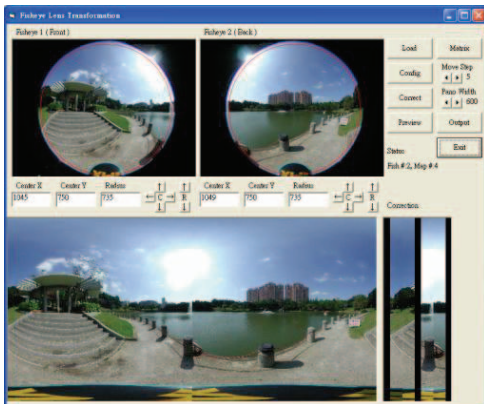 Fisheye Lens Transformation
Fisheye 1 ( Front )
Fisheye 2 ( Back )
Load
Matrix
Config
Move Step
5
Correct
Pano Width
600
Preview
Output
Status
Exit
Fish # 2, Map # 4
Center X
Center Y
Radius
1045
750
735
C
R
Center X
Center Y
Radius
1049
750
735
C
R
Correction